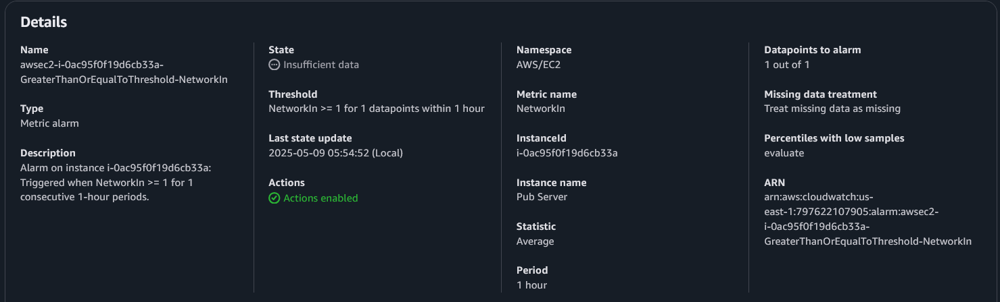 Details
Name
awsec2-i-0ac95f0f19d6cb33a-
GreaterThanOrEqualToThreshold-NetworkIn
Type
Metric alarm
Description
Alarm on instance i-0ac95f0f19d6cb33a:
Triggered when NetworkIn >= 1 for 1
consecutive 1-hour periods.
State
Insufficient data
Threshold
NetworkIn >= 1 for 1 datapoints within 1 hour
Last state update
2025-05-09 05:54:52 (Local)
Actions
Actions enabled
Namespace
AWS/EC2
Metric name
NetworkIn
InstanceId
i-0ac95f0f19d6cb33a
Instance name
Pub Server
Statistic
Average
Period
1 hour
Datapoints to alarm
1 out of 1
Missing data treatment
Treat missing data as missing
Percentiles with low samples
evaluate
ARN
arn:aws:cloudwatch:us-
east-1:797622107905:alarm:awsec2-
i-0ac95f0f19d6cb33a-
GreaterThanOrEqualToThreshold-NetworkIn